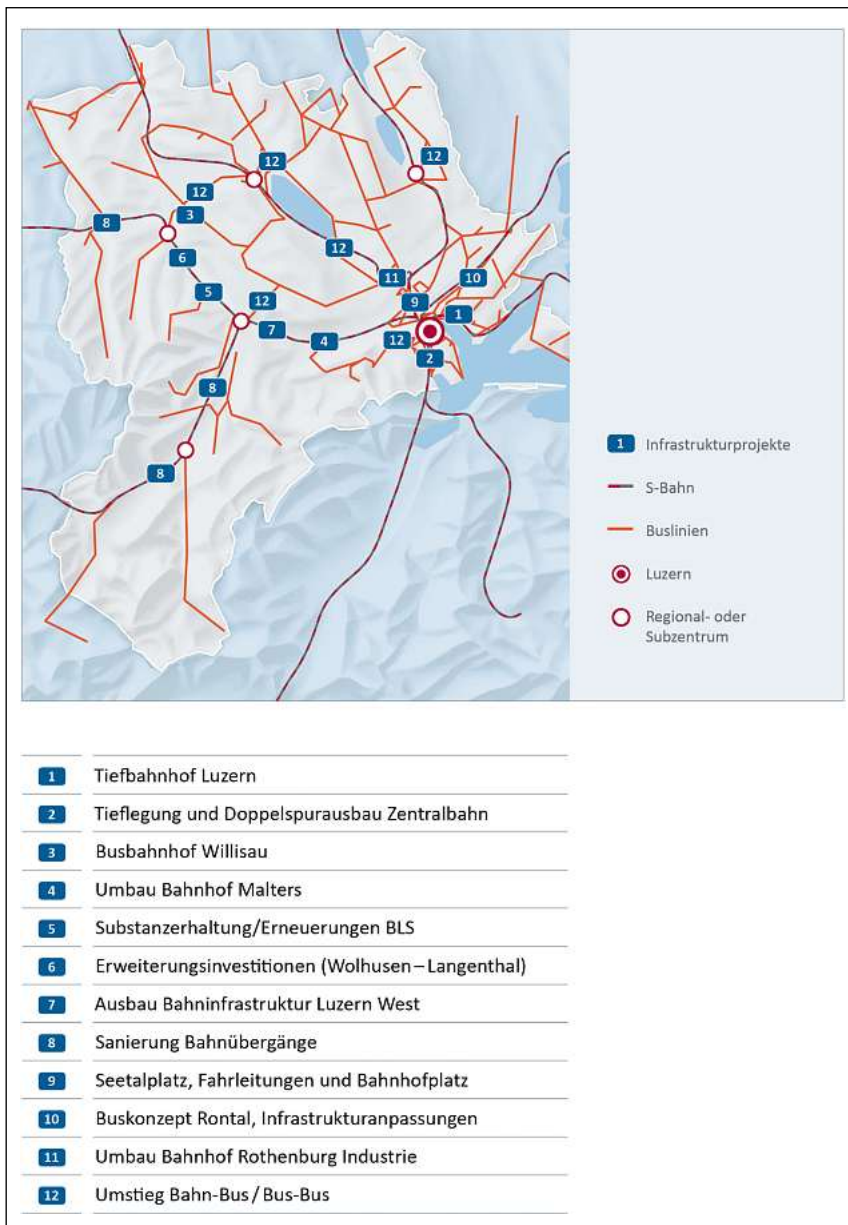 12
12
12
8
3
6
12
11
10
5
12
9
1
7
4
12
2
8
8
1 Infrastrukturprojekte
S-Bahn
Buslinien
Luzern
Regional- oder
Subzentrum
1 Tiefbahnhof Luzern
2 Tieflegung und Doppelspurausbau Zentralbahn
3 Busbahnhof Willisau
4 Umbau Bahnhof Malters
5 Substanzerhaltung/Erneuerungen BLS
6 Erweiterungsinvestitionen (Wolhusen – Langenthal)
7 Ausbau Bahninfrastruktur Luzern West
8 Sanierung Bahnübergänge
9 Seetalplatz, Fahrleitungen und Bahnhofplatz
10 Buskonzept Rontal, Infrastrukturanpassungen
11 Umbau Bahnhof Rothenburg Industrie
12 Umstieg Bahn-Bus / Bus-Bus